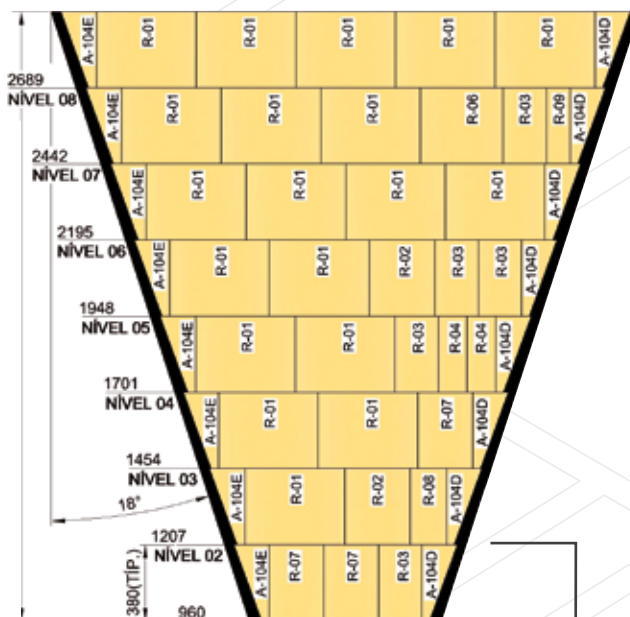 A-104E R-01 R-01 R-01 R-01 R-01 A-104D
2689
NÍVEL 08
A-104E R-01 R-01 R-01 R-06 R-03 R-09 A-104D
2442
NÍVEL 07
A-104E R-01 R-01 R-01 R-01 A-104D
2195
NÍVEL 06
A-104E R-01 R-01 R-02 R-03 R-03 A-104D
1948
NÍVEL 05
A-104E R-01 R-01 R-03 R-04 R-04 A-104D
1701
NÍVEL 04
A-104E R-01 R-01 R-07 A-104D
1454
NÍVEL 03
A-104E R-01 R-02 R-08 A-104D
18°
1207
NÍVEL 02
A-104E R-07 R-07 R-03 A-104D
380(TÍP.)
960